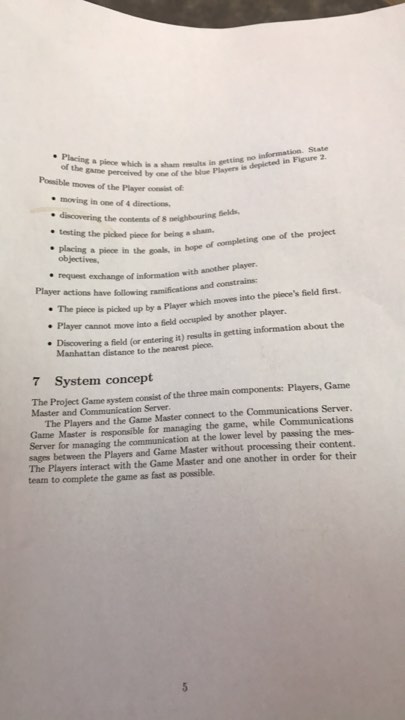 • Placing a piece which is a sham results in getting no information. State
of the game perceived by one of the blue Players is depicted in Figure 2.
Possible moves of the Player consist of:
• moving in one of 4 directions,
• discovering the contents of 8 neighbouring fields,
• testing the picked piece for being a sham,
• placing a piece in the goals, in hope of completing one of the project
objectives,
• request exchange of information with another player.
Player actions have following ramifications and constrains:
• The piece is picked up by a Player which moves into the piece's field first.
• Player cannot move into a field occupied by another player.
• Discovering a field (or entering it) results in getting information about the
Manhattan distance to the nearest piece.
7 System concept
The Project Game system consist of the three main components: Players, Game
Master and Communication Server.
The Players and the Game Master connect to the Communications Server.
Game Master is responsible for managing the game, while Communications
Server for managing the communication at the lower level by passing the mes-
sages between the Players and Game Master without processing their content.
The Players interact with the Game Master and one another in order for their
team to complete the game as fast as possible.
5